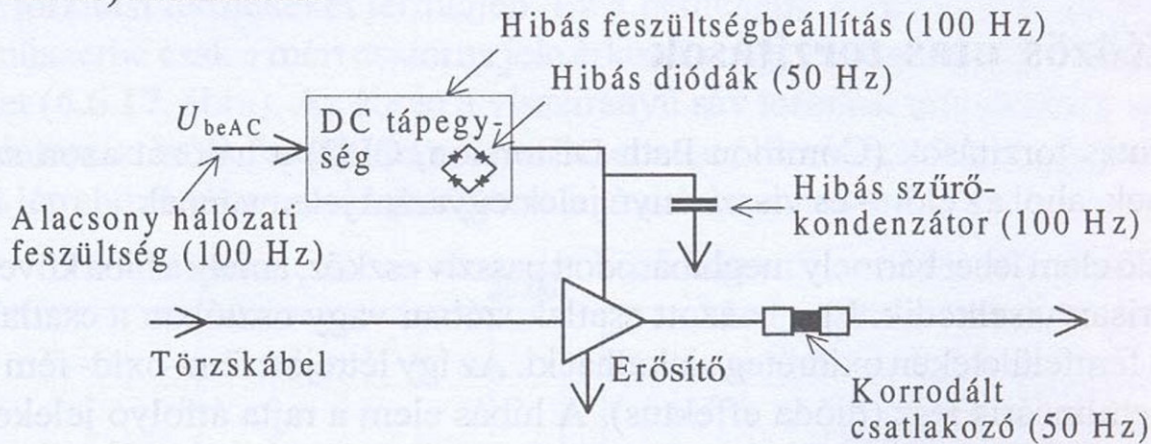 Hibás feszültségbeállítás (100 Hz)
Hibás diódák (50 Hz)
U beAC
DC tápegy-
ség
Alacsony hálózati
feszültség (100 Hz)
Hibás szűrő-
kondenzátor (100 Hz)
Törzskábel
Erősítő
Korrodált
csatlakozó (50 Hz)